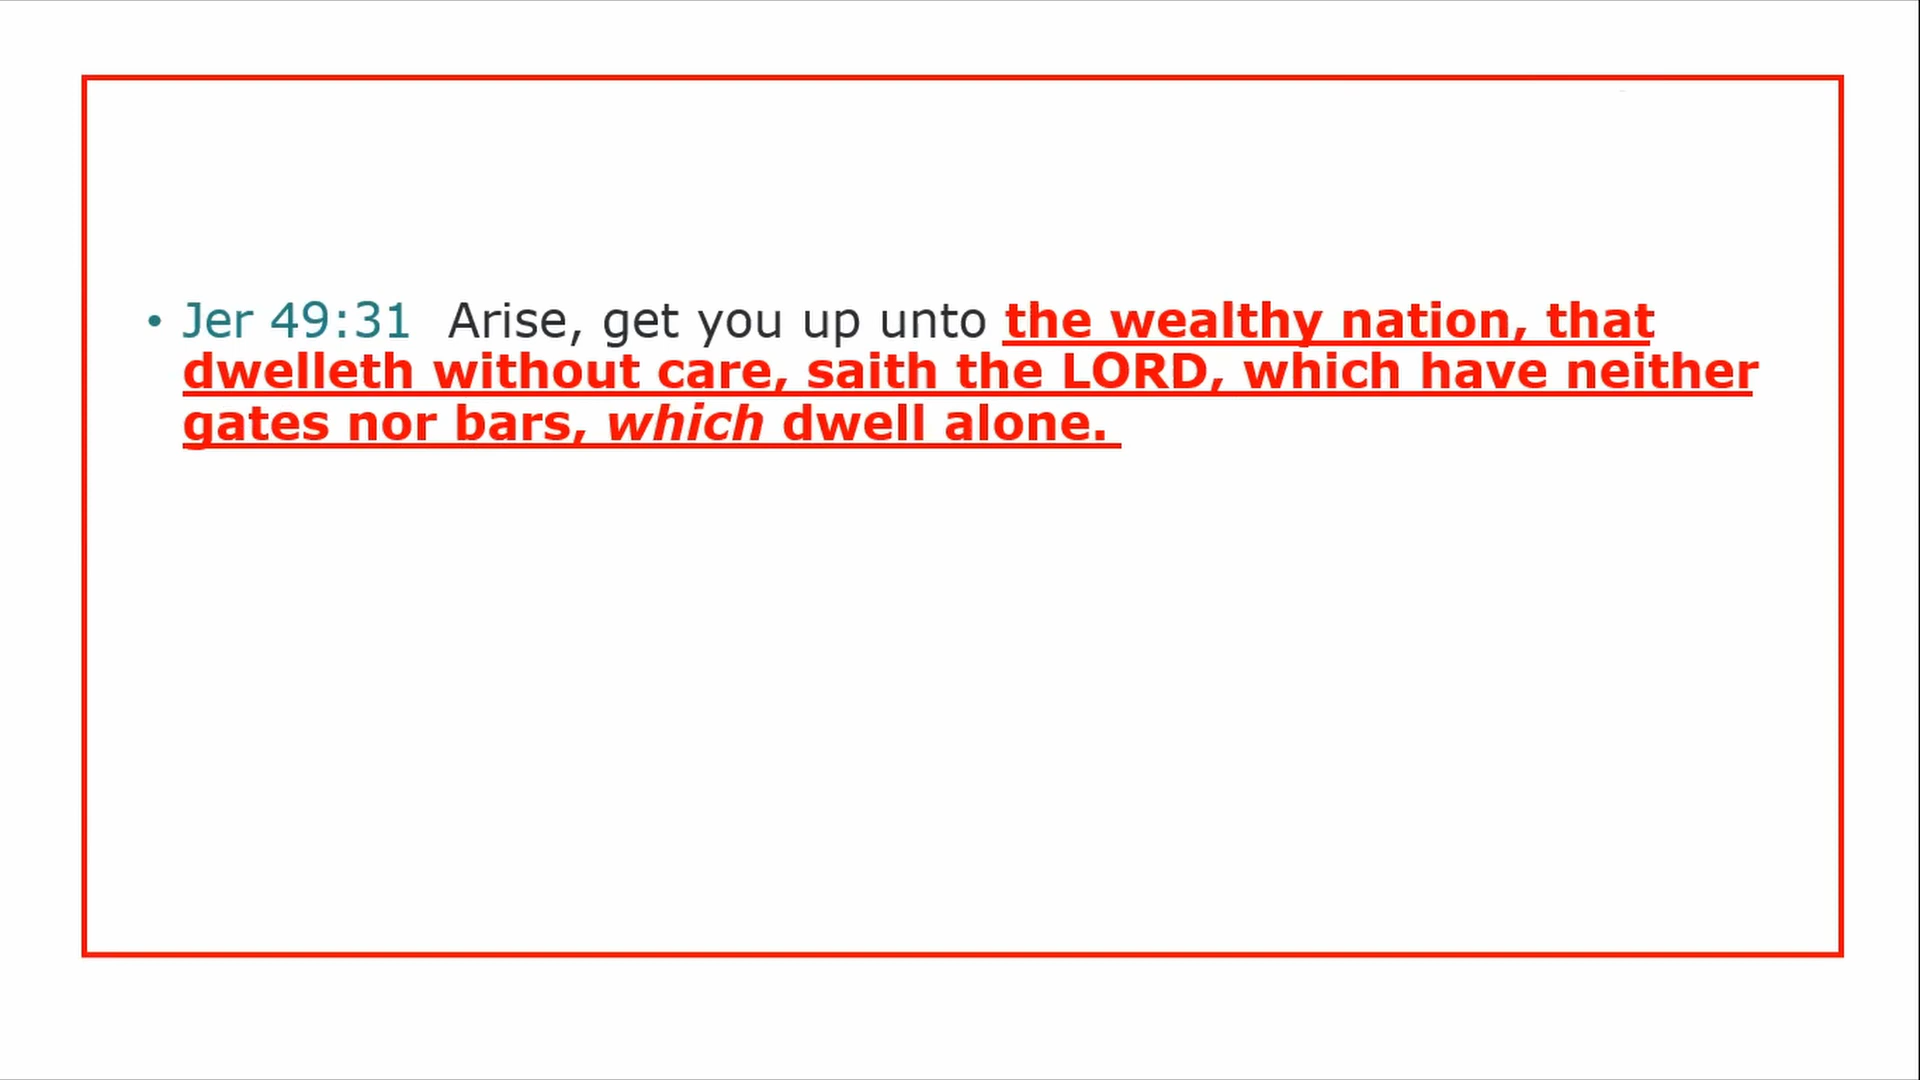 • Jer 49:31  Arise, get you up unto the wealthy nation, that
dwelleth without care, saith the LORD, which have neither
gates nor bars, which dwell alone.